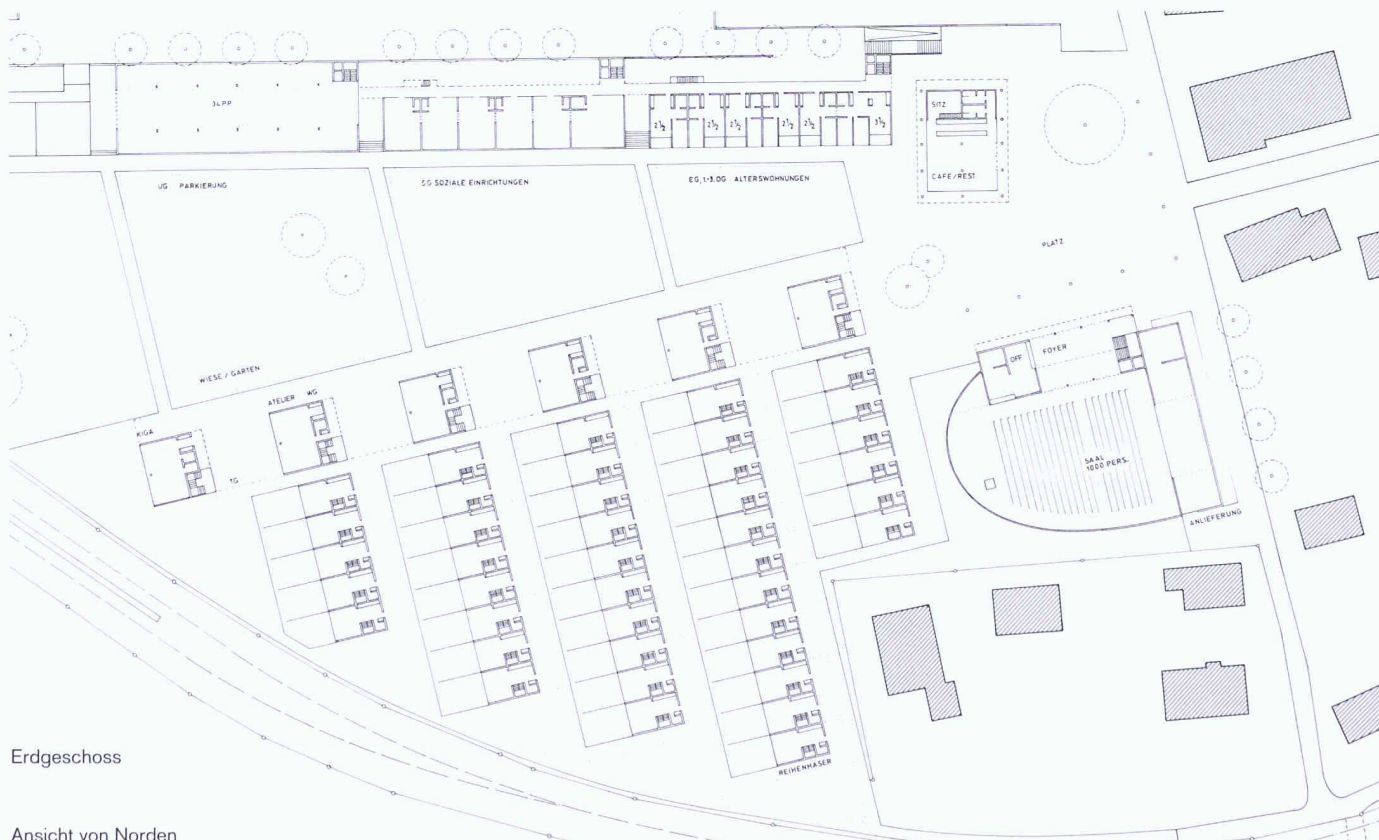 34 PP
2½
2½
2½
2½
2½
3½
SITZ
CAFE/REST
UG PARKIERUNG
SG SOZIALE EINRICHTUNGEN
EG, 1-3.OG ALTERSWOHNUNGEN
PLATZ
WIESE / GARTEN
ATELIER WG
KIGA
TG
OFF
FOYER
SAAL
1000 PERS.
ANLIEFERUNG
REIHENHÄSER
Erdgeschoss
Ansicht von Norden